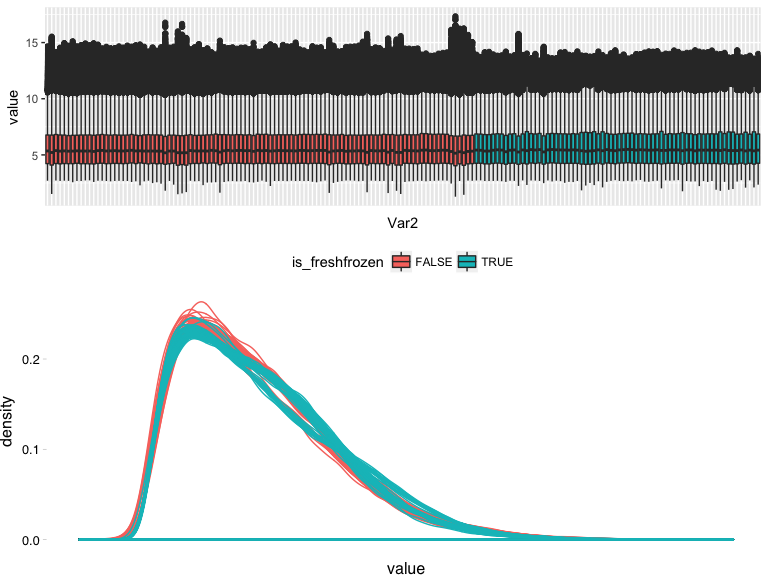 15
10
5
value
Var2
is_freshfrozen FALSE TRUE
0.2
0.1
0.0
density
value